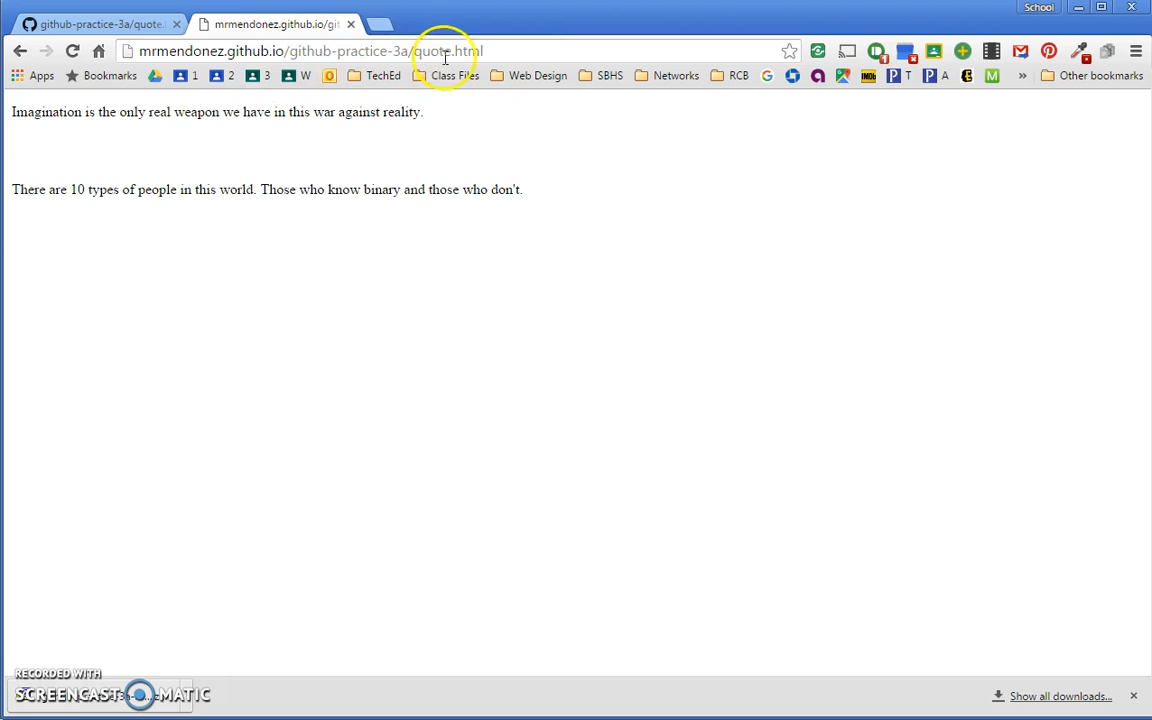 School
github-practice-3a/quote.
mrmendonez.github.io/git
mrmendonez.github.io/github-practice-3a/quote.html
Apps Bookmarks 1 2 3 W TechEd Class Files Web Design SBHS Networks RCB G IMDb P T P A E M » Other bookmarks
Imagination is the only real weapon we have in this war against reality.
There are 10 types of people in this world. Those who know binary and those who don't.
RECORDED WITH
SCREENCAST MATIC
Show all downloads...